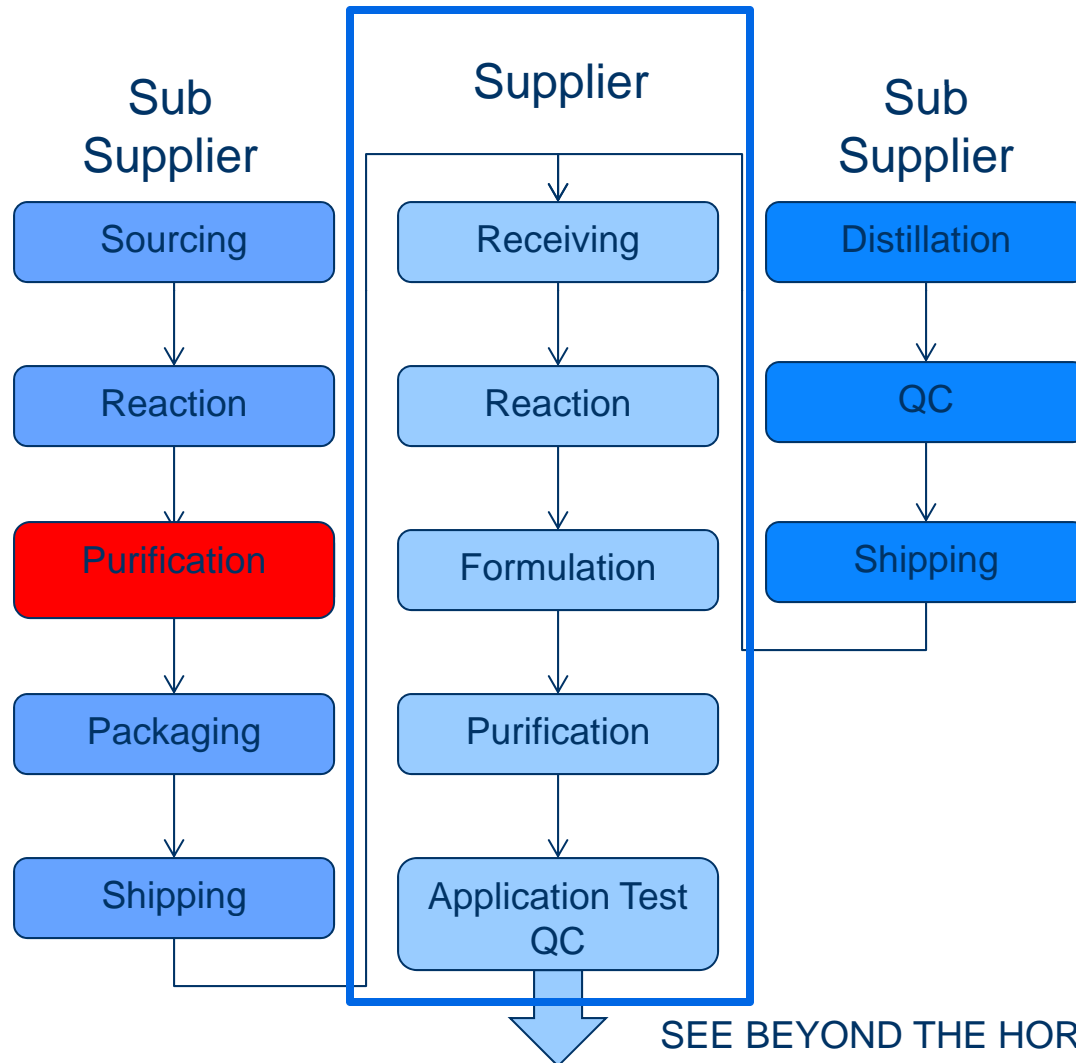 Sub
Supplier
Sourcing
Reaction
Purification
Packaging
Shipping
Supplier
Receiving
Reaction
Formulation
Purification
Application Test
QC
Sub
Supplier
Distillation
QC
Shipping
SEE BEYOND THE HOR